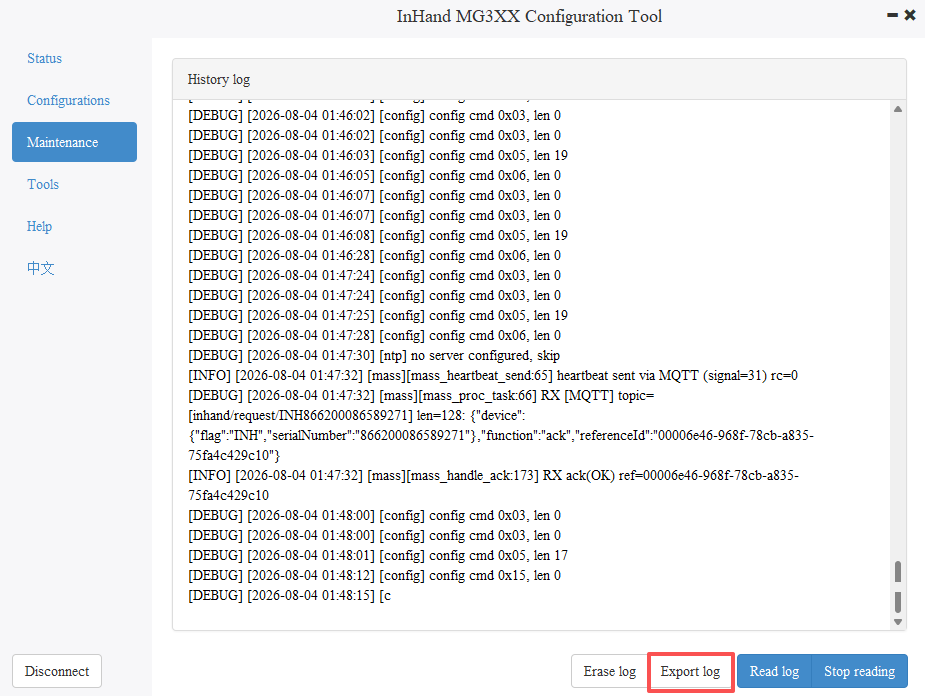 InHand MG3XX Configuration Tool
Status
Configurations
Maintenance
Tools
Help
中文
Disconnect
History log
[DEBUG] [2026-08-04 01:46:02] [config] config cmd 0x03, len 0
[DEBUG] [2026-08-04 01:46:02] [config] config cmd 0x03, len 0
[DEBUG] [2026-08-04 01:46:03] [config] config cmd 0x05, len 19
[DEBUG] [2026-08-04 01:46:05] [config] config cmd 0x06, len 0
[DEBUG] [2026-08-04 01:46:07] [config] config cmd 0x03, len 0
[DEBUG] [2026-08-04 01:46:07] [config] config cmd 0x03, len 0
[DEBUG] [2026-08-04 01:46:08] [config] config cmd 0x05, len 19
[DEBUG] [2026-08-04 01:46:28] [config] config cmd 0x06, len 0
[DEBUG] [2026-08-04 01:47:24] [config] config cmd 0x03, len 0
[DEBUG] [2026-08-04 01:47:24] [config] config cmd 0x03, len 0
[DEBUG] [2026-08-04 01:47:25] [config] config cmd 0x05, len 19
[DEBUG] [2026-08-04 01:47:28] [config] config cmd 0x06, len 0
[DEBUG] [2026-08-04 01:47:30] [ntp] no server configured, skip
[INFO] [2026-08-04 01:47:32] [mass][mass_heartbeat_send:65] heartbeat sent via MQTT (signal=31) rc=0
[DEBUG] [2026-08-04 01:47:32] [mass][mass_proc_task:66] RX [MQTT] topic=
[inhand/request/INH866200086589271] len=128: {"device":
{"flag":"INH","serialNumber":"866200086589271"},"function":"ack","referenceId":"00006e46-968f-78cb-a835-
75fa4c429c10"}
[INFO] [2026-08-04 01:47:32] [mass][mass_handle_ack:173] RX ack(OK) ref=00006e46-968f-78cb-a835-
75fa4c429c10
[DEBUG] [2026-08-04 01:48:00] [config] config cmd 0x03, len 0
[DEBUG] [2026-08-04 01:48:00] [config] config cmd 0x03, len 0
[DEBUG] [2026-08-04 01:48:01] [config] config cmd 0x05, len 17
[DEBUG] [2026-08-04 01:48:12] [config] config cmd 0x15, len 0
[DEBUG] [2026-08-04 01:48:15] [c
Erase log
Export log
Read log
Stop reading